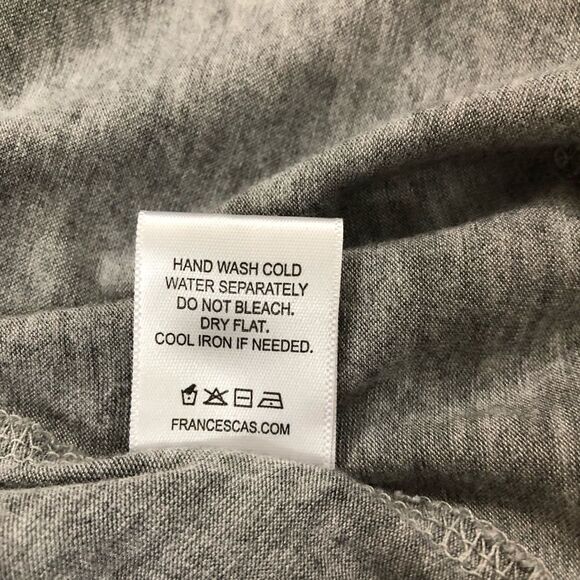 HAND WASH COLD
WATER SEPARATELY
DO NOT BLEACH.
DRY FLAT.
COOL IRON IF NEEDED.
FRANCESCAS.COM